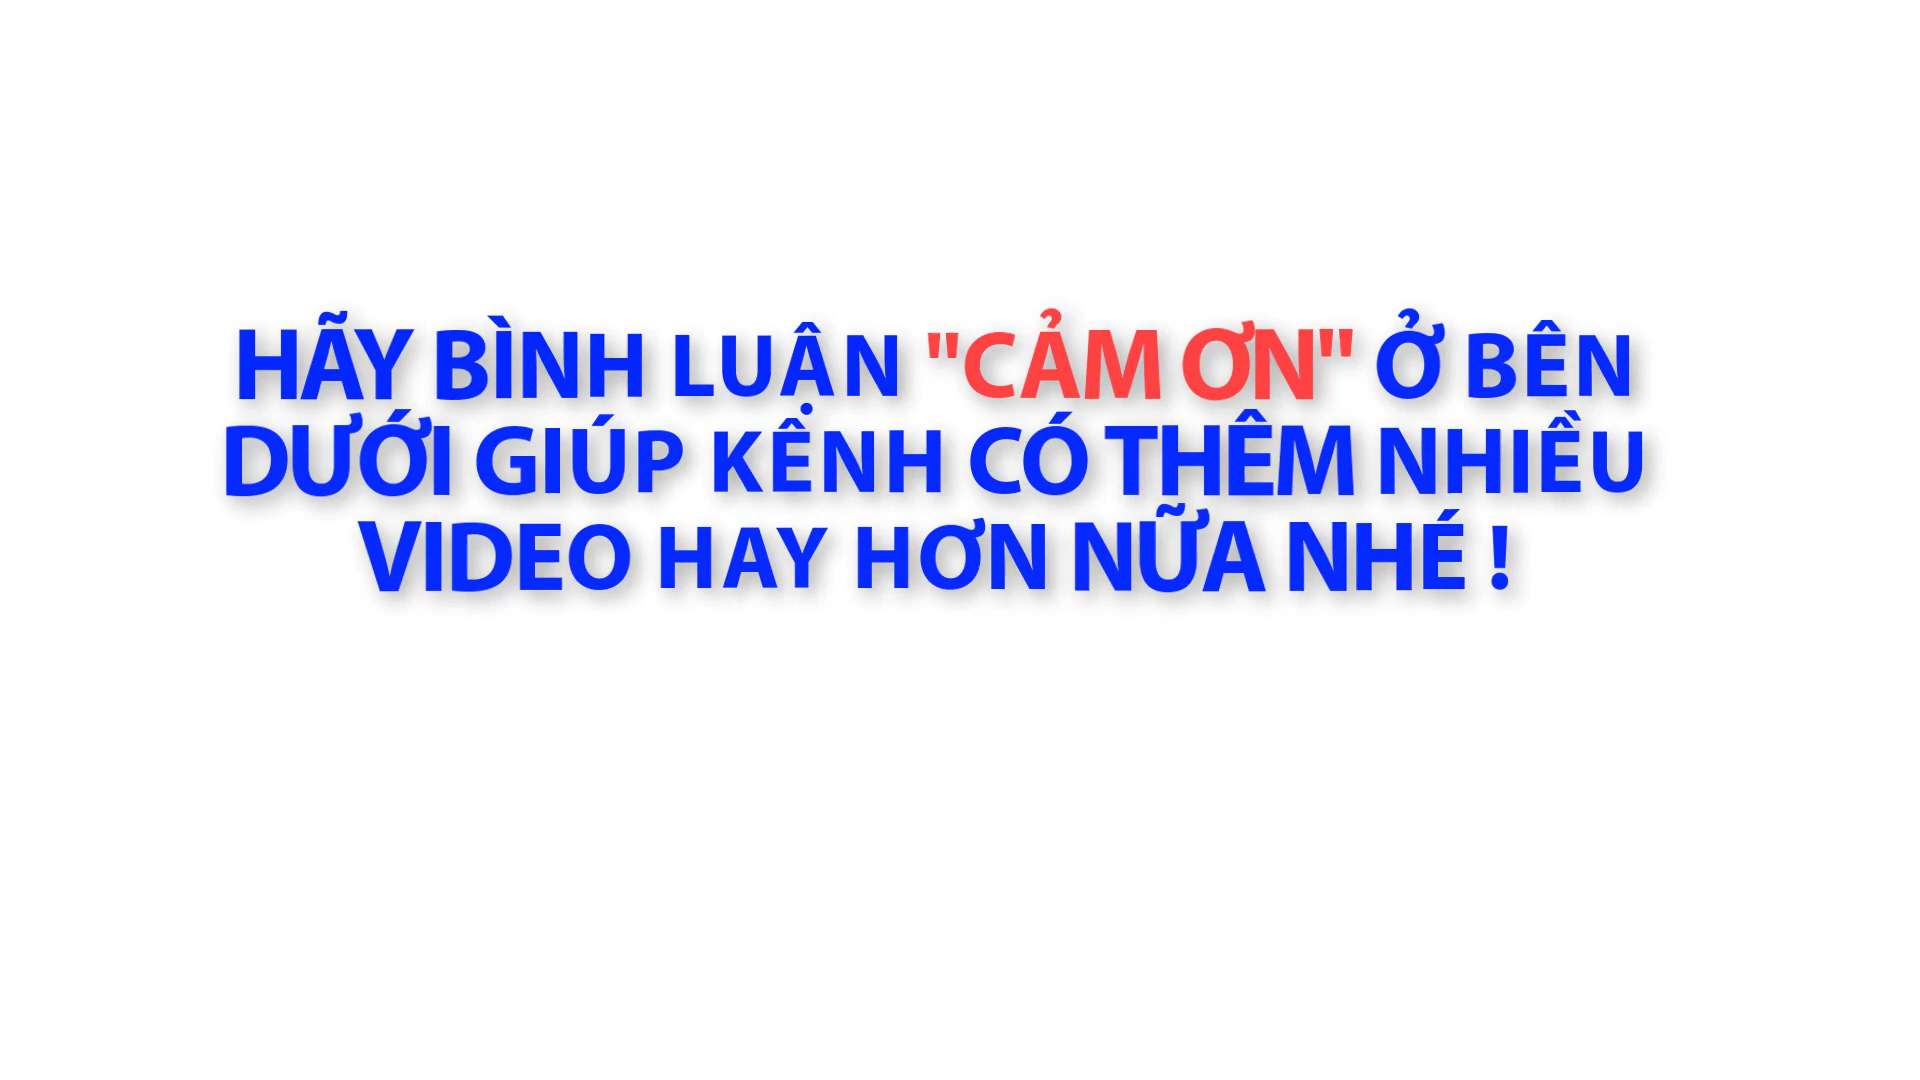 HÃY BÌNH LUẬN "CẢM ƠN" Ở BÊN
DƯỚI GIÚP KÊNH CÓ THÊM NHIỀU
VIDEO HAY HƠN NỮA NHÉ !